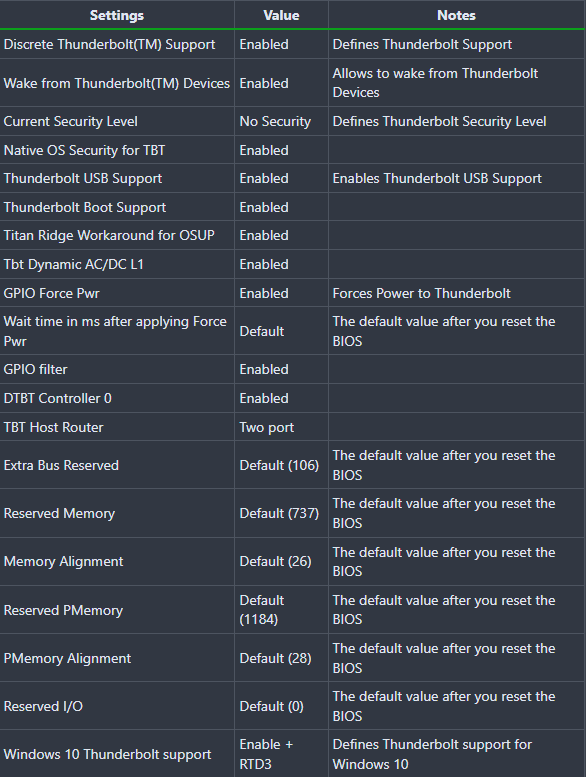 Settings Value Notes
Discrete Thunderbolt(TM) Support Enabled Defines Thunderbolt Support
Wake from Thunderbolt(TM) Devices Enabled Allows to wake from Thunderbolt
Devices
Current Security Level No Security Defines Thunderbolt Security Level
Native OS Security for TBT Enabled
Thunderbolt USB Support Enabled Enables Thunderbolt USB Support
Thunderbolt Boot Support Enabled
Titan Ridge Workaround for OSUP Enabled
Tbt Dynamic AC/DC L1 Enabled
GPIO Force Pwr Enabled Forces Power to Thunderbolt
Wait time in ms after applying Force
Pwr Default The default value after you reset the
BIOS
GPIO filter Enabled
DTBT Controller 0 Enabled
TBT Host Router Two port
Extra Bus Reserved Default (106) The default value after you reset the
BIOS
Reserved Memory Default (737) The default value after you reset the
BIOS
Memory Alignment Default (26) The default value after you reset the
BIOS
Reserved PMemory Default
(1184) The default value after you reset the
BIOS
PMemory Alignment Default (28) The default value after you reset the
BIOS
Reserved I/O Default (0) The default value after you reset the
BIOS
Windows 10 Thunderbolt support Enable +
RTD3 Defines Thunderbolt support for
Windows 10